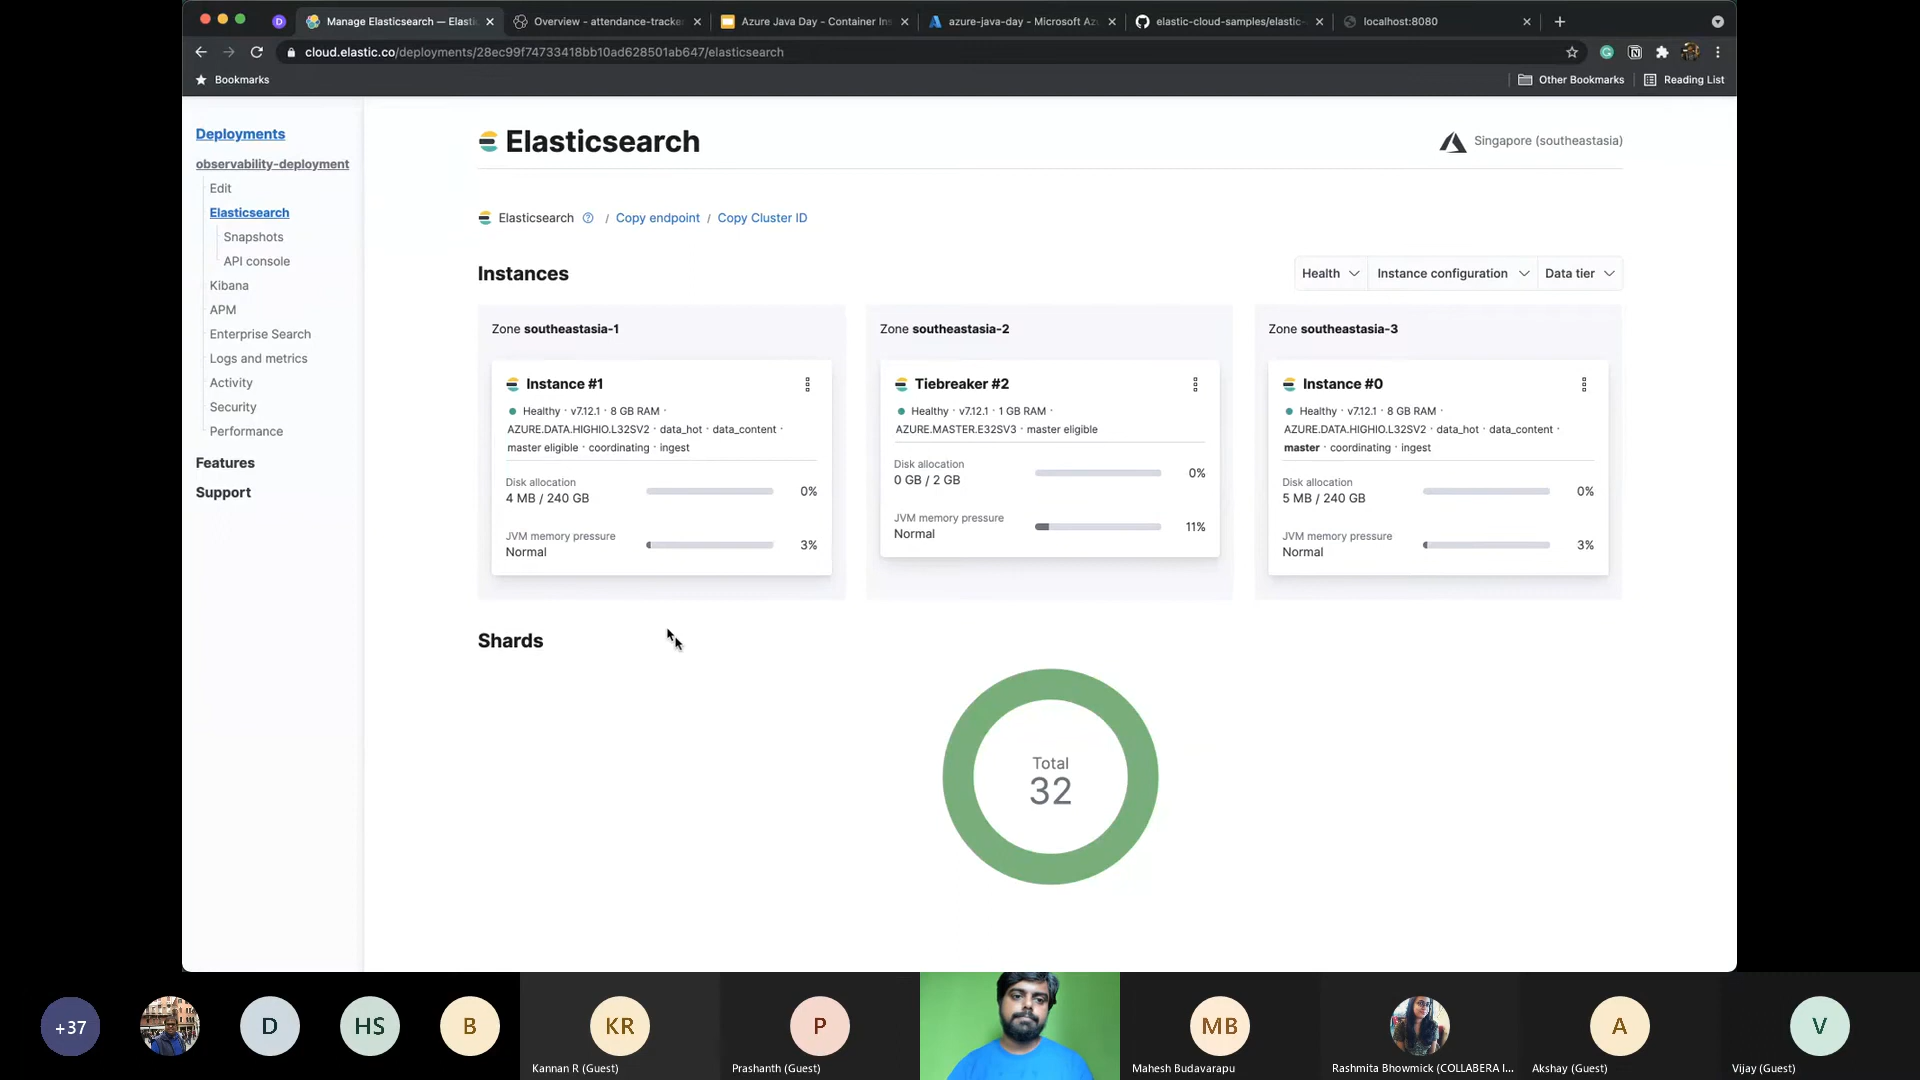 D
Manage Elasticsearch — Elasti
Overview - attendance-tracke
Azure Java Day - Container Ins
azure-java-day - Microsoft Az
elastic-cloud-samples/elastic-
localhost:8080
cloud.elastic.co/deployments/28ec99f74733418bb10ad628501ab647/elasticsearch
Bookmarks
Other Bookmarks
Reading List
Deployments
observability-deployment
Edit
Elasticsearch
Snapshots
API console
Kibana
APM
Enterprise Search
Logs and metrics
Activity
Security
Performance
Features
Support
Elasticsearch
Singapore (southeastasia)
Elasticsearch / Copy endpoint / Copy Cluster ID
Instances
Health
Instance configuration
Data tier
Zone southeastasia-1
Instance #1
Healthy · v7.12.1 · 8 GB RAM ·
AZURE.DATA.HIGHIO.L32SV2 · data_hot · data_content ·
master eligible · coordinating · ingest
Disk allocation
4 MB / 240 GB
0%
JVM memory pressure
Normal
3%
Zone southeastasia-2
Tiebreaker #2
Healthy · v7.12.1 · 1 GB RAM ·
AZURE.MASTER.E32SV3 · master eligible
Disk allocation
0 GB / 2 GB
0%
JVM memory pressure
Normal
11%
Zone southeastasia-3
Instance #0
Healthy · v7.12.1 · 8 GB RAM ·
AZURE.DATA.HIGHIO.L32SV2 · data_hot · data_content ·
master · coordinating · ingest
Disk allocation
5 MB / 240 GB
0%
JVM memory pressure
Normal
3%
Shards
Total
32
+37
D
HS
B
KR
Kannan R (Guest)
P
Prashanth (Guest)
MB
Mahesh Budavarapu
Rashmita Bhowmick (COLLABERA I...
A
Akshay (Guest)
V
Vijay (Guest)